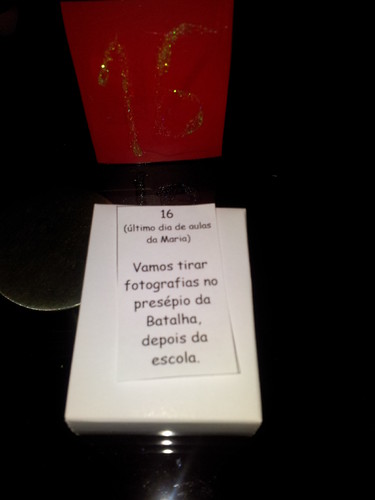 16
16
(último dia de aulas
da Maria)
Vamos tirar
fotografias no
presépio da
Batalha,
depois da
escola.